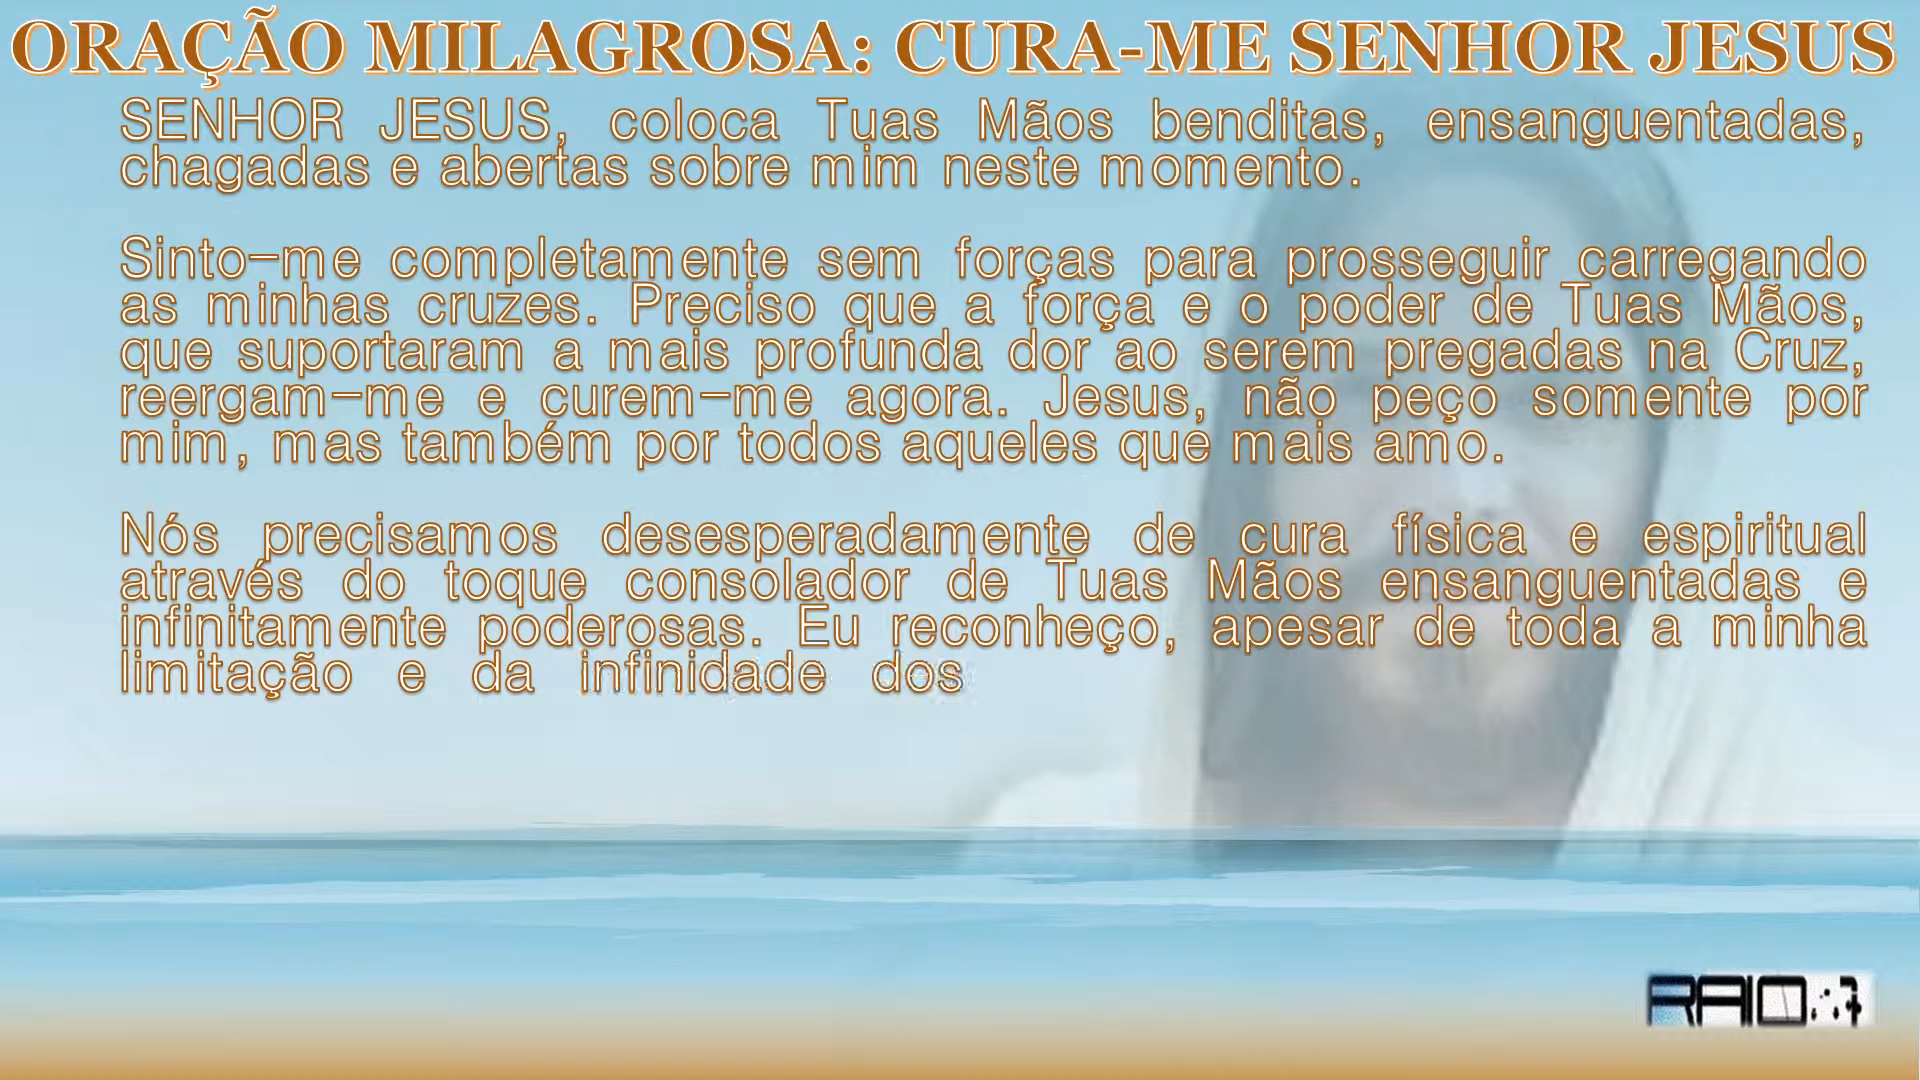 ORAÇÃO MILAGROSA: CURA-ME SENHOR JESUS
SENHOR JESUS, coloca Tuas Mãos benditas, ensanguentadas,
chagadas e abertas sobre mim neste momento.
Sinto-me completamente sem forças para prosseguir carregando
as minhas cruzes. Preciso que a força e o poder de Tuas Mãos,
que suportaram a mais profunda dor ao serem pregadas na Cruz,
reergam-me e curem-me agora. Jesus, não peço somente por
mim, mas também por todos aqueles que mais amo.
Nós precisamos desesperadamente de cura física e espiritual
através do toque consolador de Tuas Mãos ensanguentadas e
infinitamente poderosas. Eu reconheço, apesar de toda a minha
limitação e da infinidade dos
RAIO